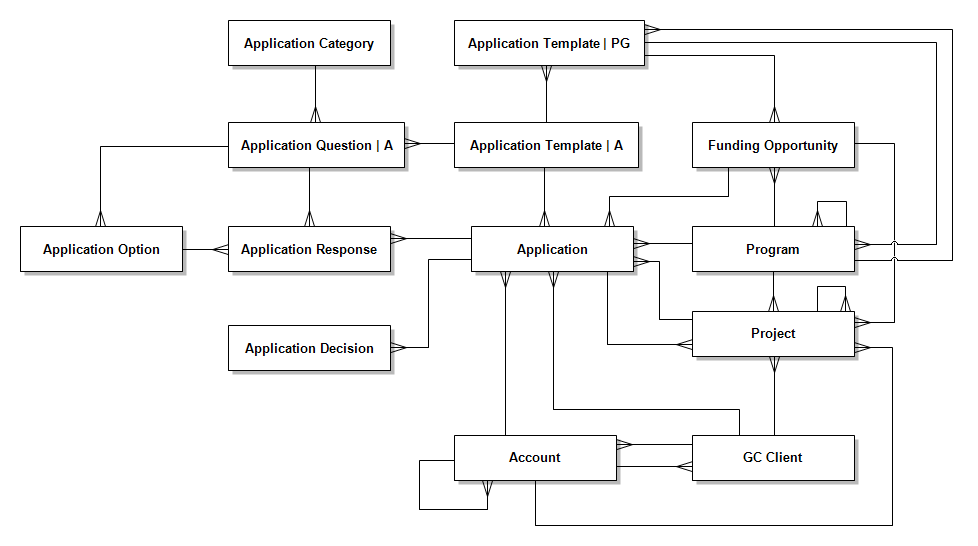 Application Category
Application Template | PG
Application Question | A
Application Template | A
Funding Opportunity
Application Option
Application Response
Application
Program
Application Decision
Project
Account
GC Client